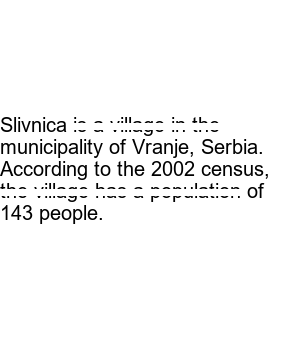 Slivnica is a village in the
municipality of Vranje, Serbia.
According to the 2002 census,
the village has a population of
143 people.